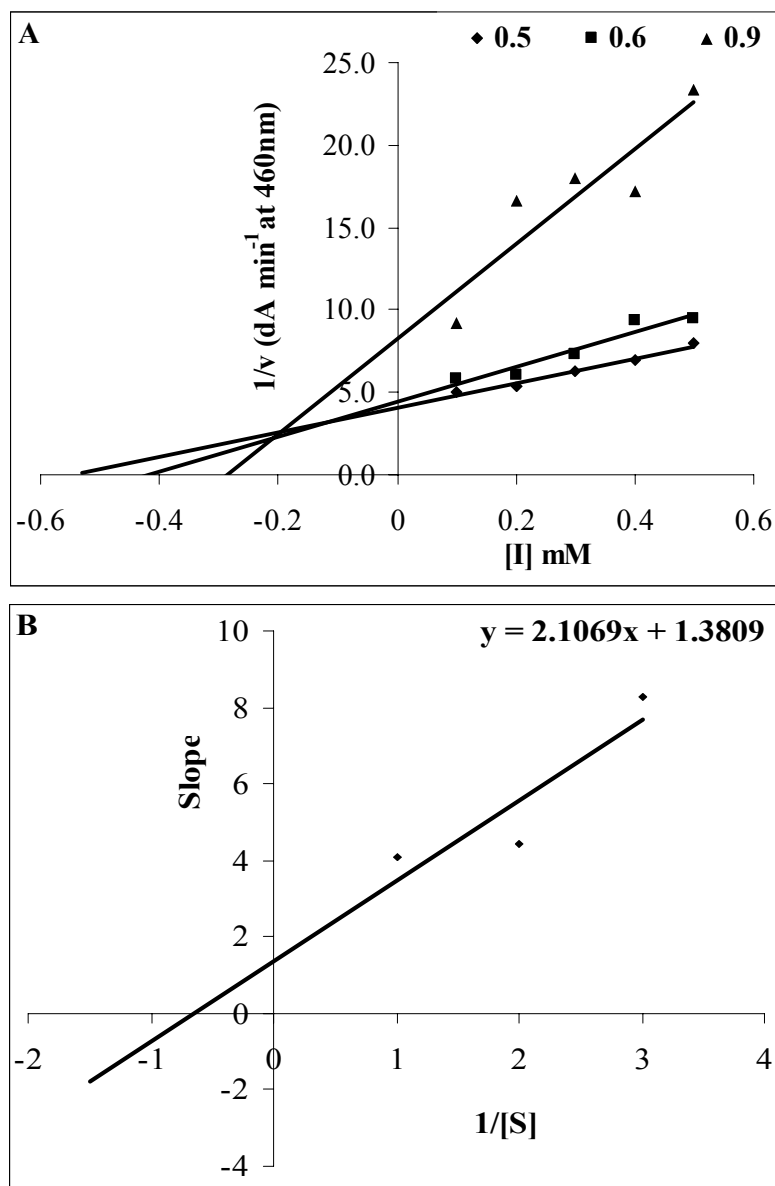 A
◆ 0.5 ■ 0.6 ▲ 0.9
1/v (dA min-1 at 460nm)
25.0
20.0
15.0
10.0
5.0
0.0
-0.6 -0.4 -0.2 0 0.2 0.4 0.6
[I] mM
B
y = 2.1069x + 1.3809
Slope
10
8
6
4
2
0
-2
-4
-2 -1 0 1 2 3 4
1/[S]